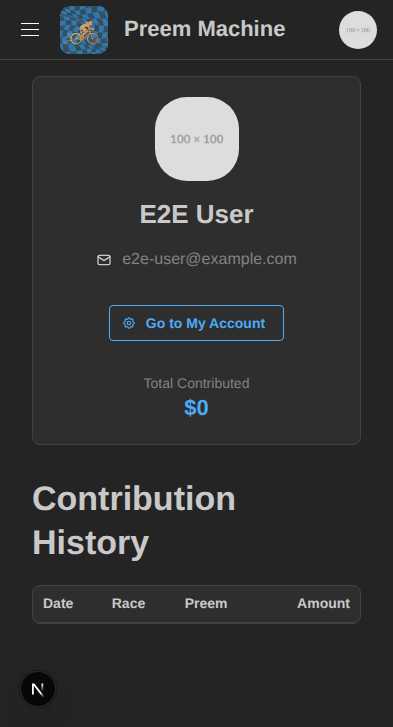 Preem Machine
100 × 100
100 × 100
E2E User
e2e-user@example.com
Go to My Account
Total Contributed
$0
Contribution
History
Date Race Preem Amount
N